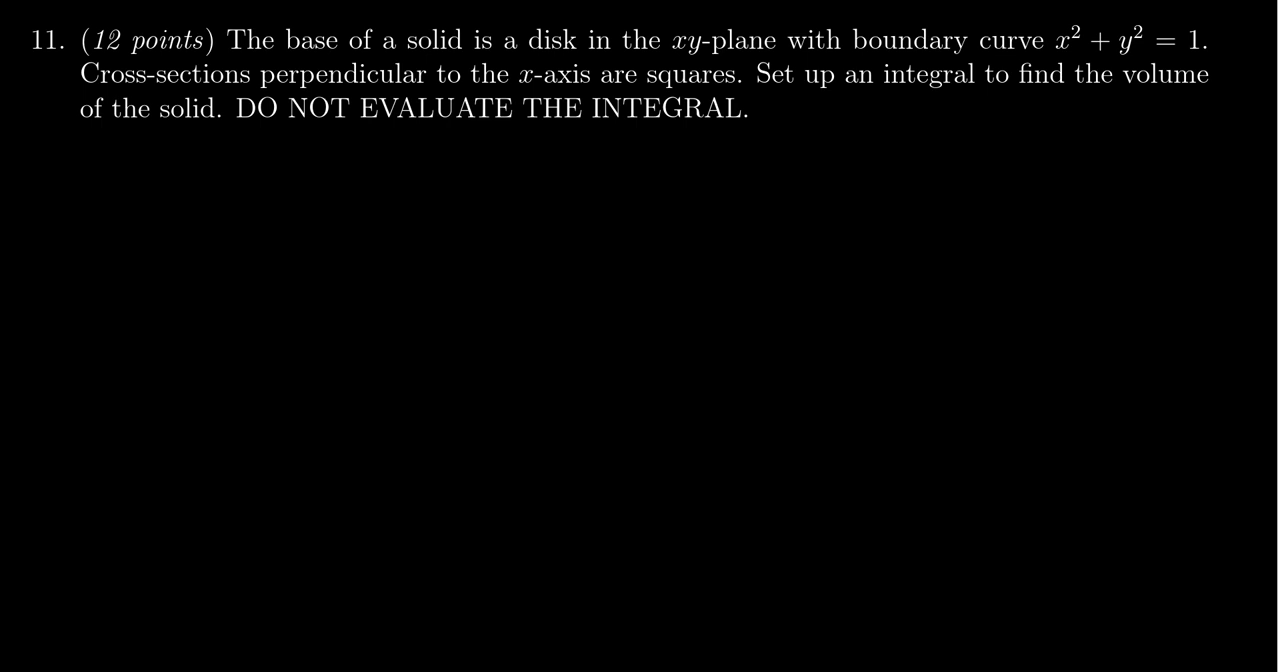 11. (12 points) The base of a solid is a disk in the xy-plane with boundary curve x² + y² = 1.
Cross-sections perpendicular to the x-axis are squares. Set up an integral to find the volume
of the solid. DO NOT EVALUATE THE INTEGRAL.